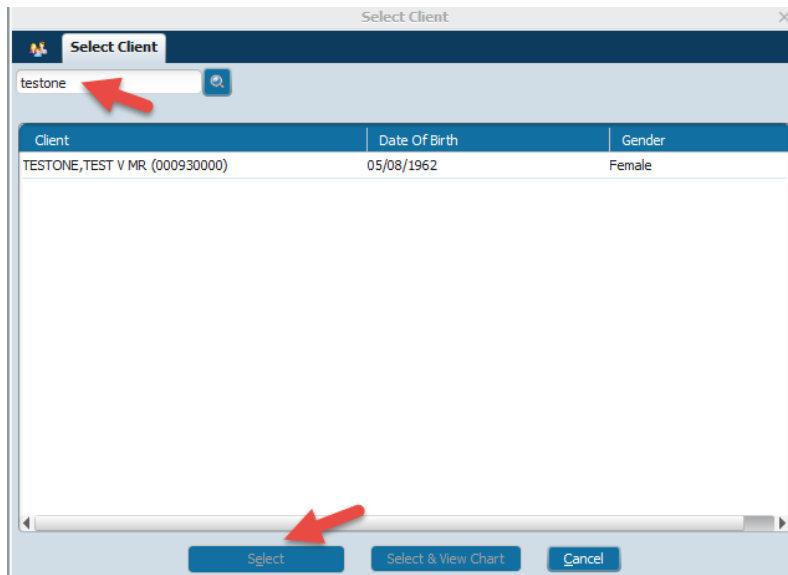 Select Client
Select Client
testone
Client Date Of Birth Gender
TESTONE,TEST V MR (000930000) 05/08/1962 Female
Select Select & View Chart Cancel